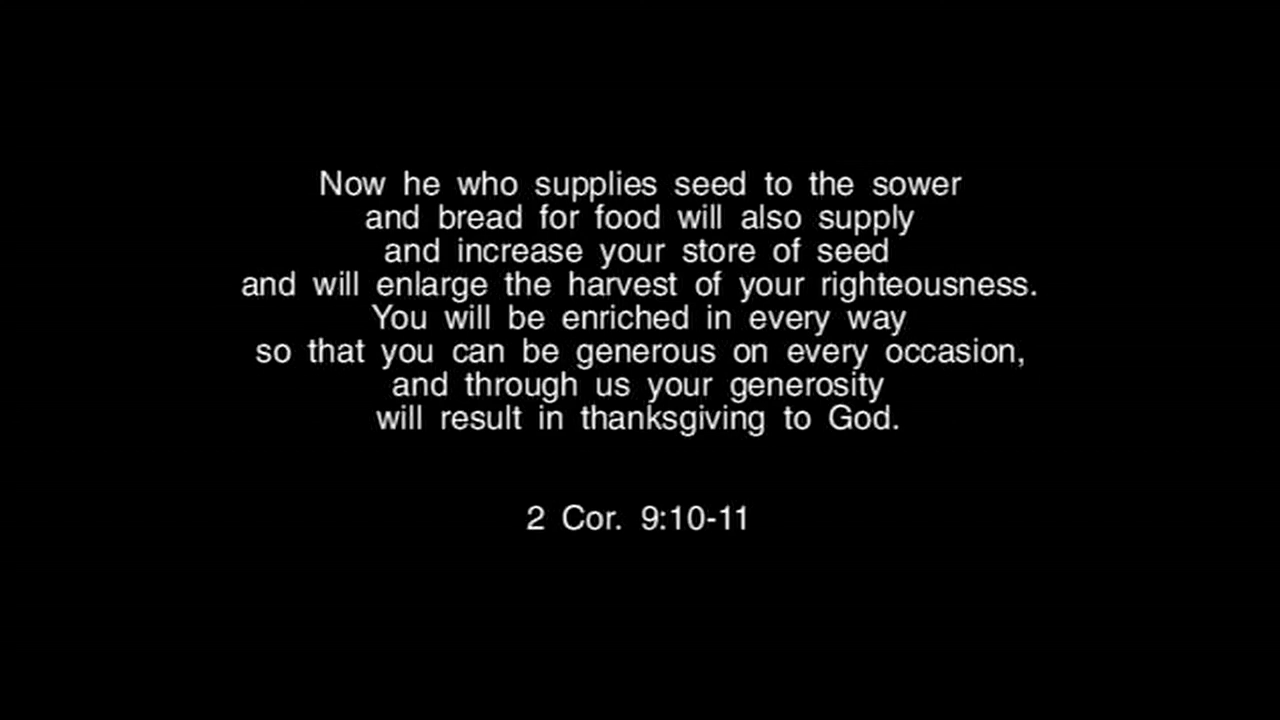 Now he who supplies seed to the sower
and bread for food will also supply
and increase your store of seed
and will enlarge the harvest of your righteousness.
You will be enriched in every way
so that you can be generous on every occasion,
and through us your generosity
will result in thanksgiving to God.
2 Cor. 9:10-11